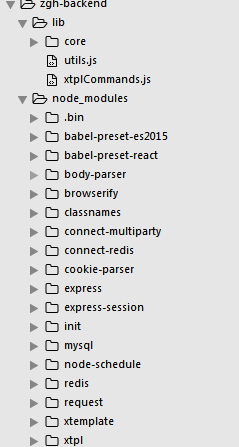 zgh-backend
lib
core
utils.js
xtplCommands.js
node_modules
.bin
babel-preset-es2015
babel-preset-react
body-parser
browserify
classnames
connect-multiparty
connect-redis
cookie-parser
express
express-session
init
mysql
node-schedule
redis
request
xtemplate
xtpl